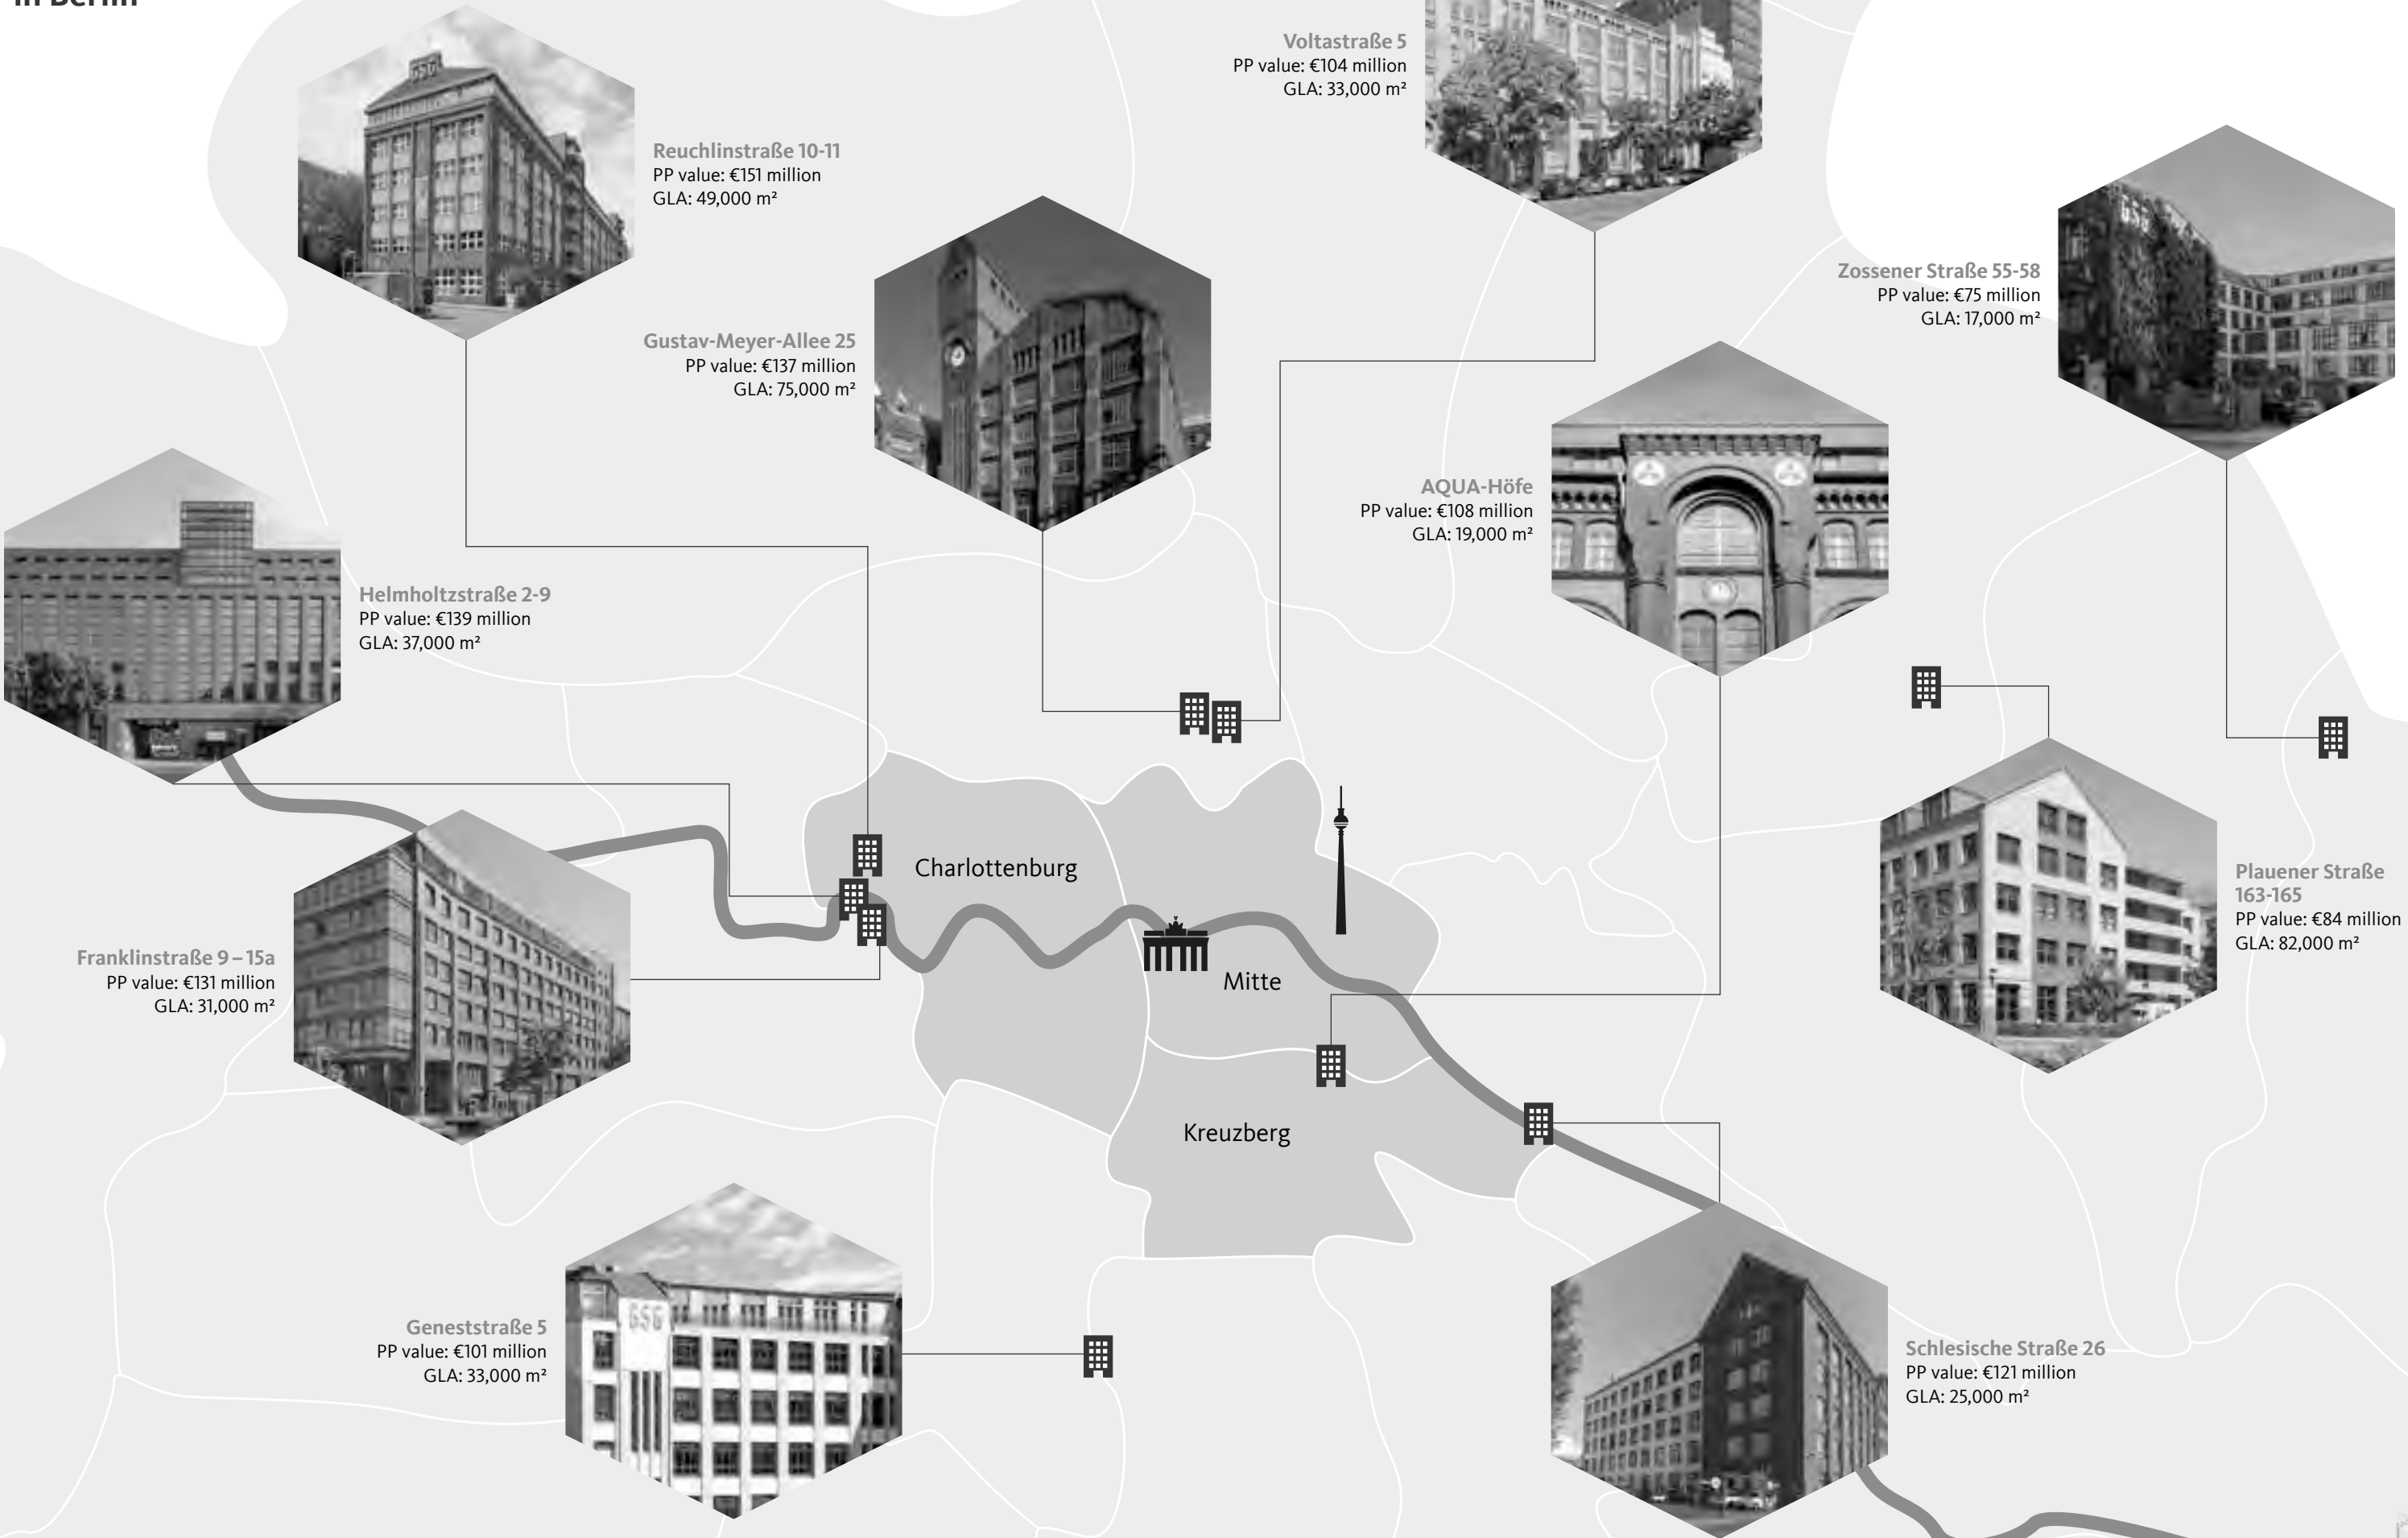 in Berlin
Reuchlinstraße 10-11
PP value: €151 million
GLA: 49,000 m²
Voltastraße 5
PP value: €104 million
GLA: 33,000 m²
Zossener Straße 55-58
PP value: €75 million
GLA: 17,000 m²
Gustav-Meyer-Allee 25
PP value: €137 million
GLA: 75,000 m²
AQUA-Höfe
PP value: €108 million
GLA: 19,000 m²
Helmholtzstraße 2-9
PP value: €139 million
GLA: 37,000 m²
Charlottenburg
Plauener Straße
163-165
PP value: €84 million
GLA: 82,000 m²
Franklinstraße 9 – 15a
PP value: €131 million
GLA: 31,000 m²
Mitte
Kreuzberg
Geneststraße 5
PP value: €101 million
GLA: 33,000 m²
GSG
Schlesische Straße 26
PP value: €121 million
GLA: 25,000 m²